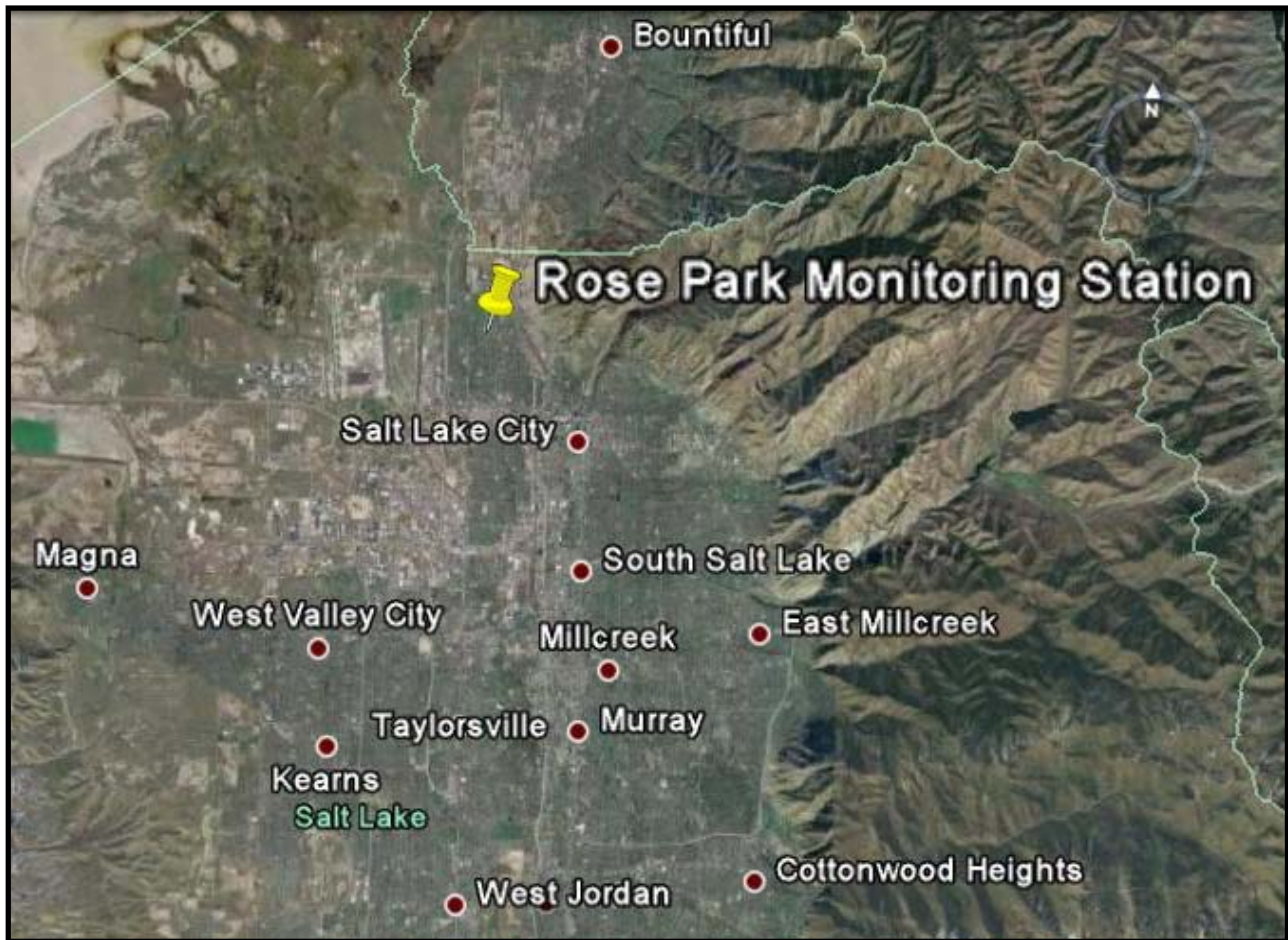 Bountiful
N
Rose Park Monitoring Station
Salt Lake City
Magna
South Salt Lake
West Valley City
East Millcreek
Millcreek
Taylorsville
Murray
Kearns
Salt Lake
Cottonwood Heights
West Jordan